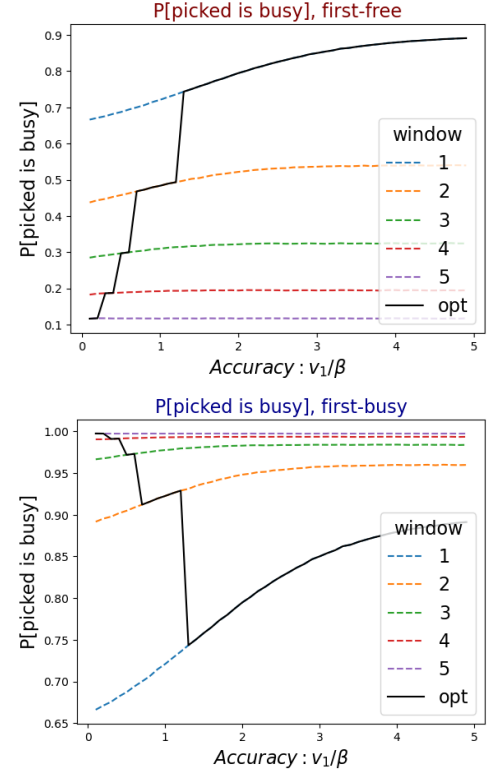 P[picked is busy], first-free
P[picked is busy]
0.9
0.8
0.7
0.6
0.5
0.4
0.3
0.2
0.1
window
1
2
3
4
5
opt
0 1 2 3 4 5
Accuracy : v₁/β
P[picked is busy], first-busy
P[picked is busy]
1.00
0.95
0.90
0.85
0.80
0.75
0.70
0.65
window
1
2
3
4
5
opt
0 1 2 3 4 5
Accuracy : v₁/β